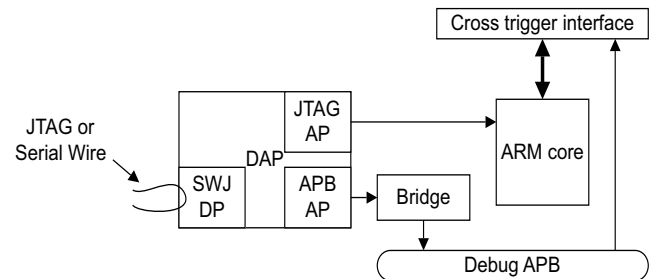 Cross trigger interface
JTAG or
Serial Wire
JTAG
AP
DAP
SWJ
DP
APB
AP
Bridge
ARM core
Debug APB